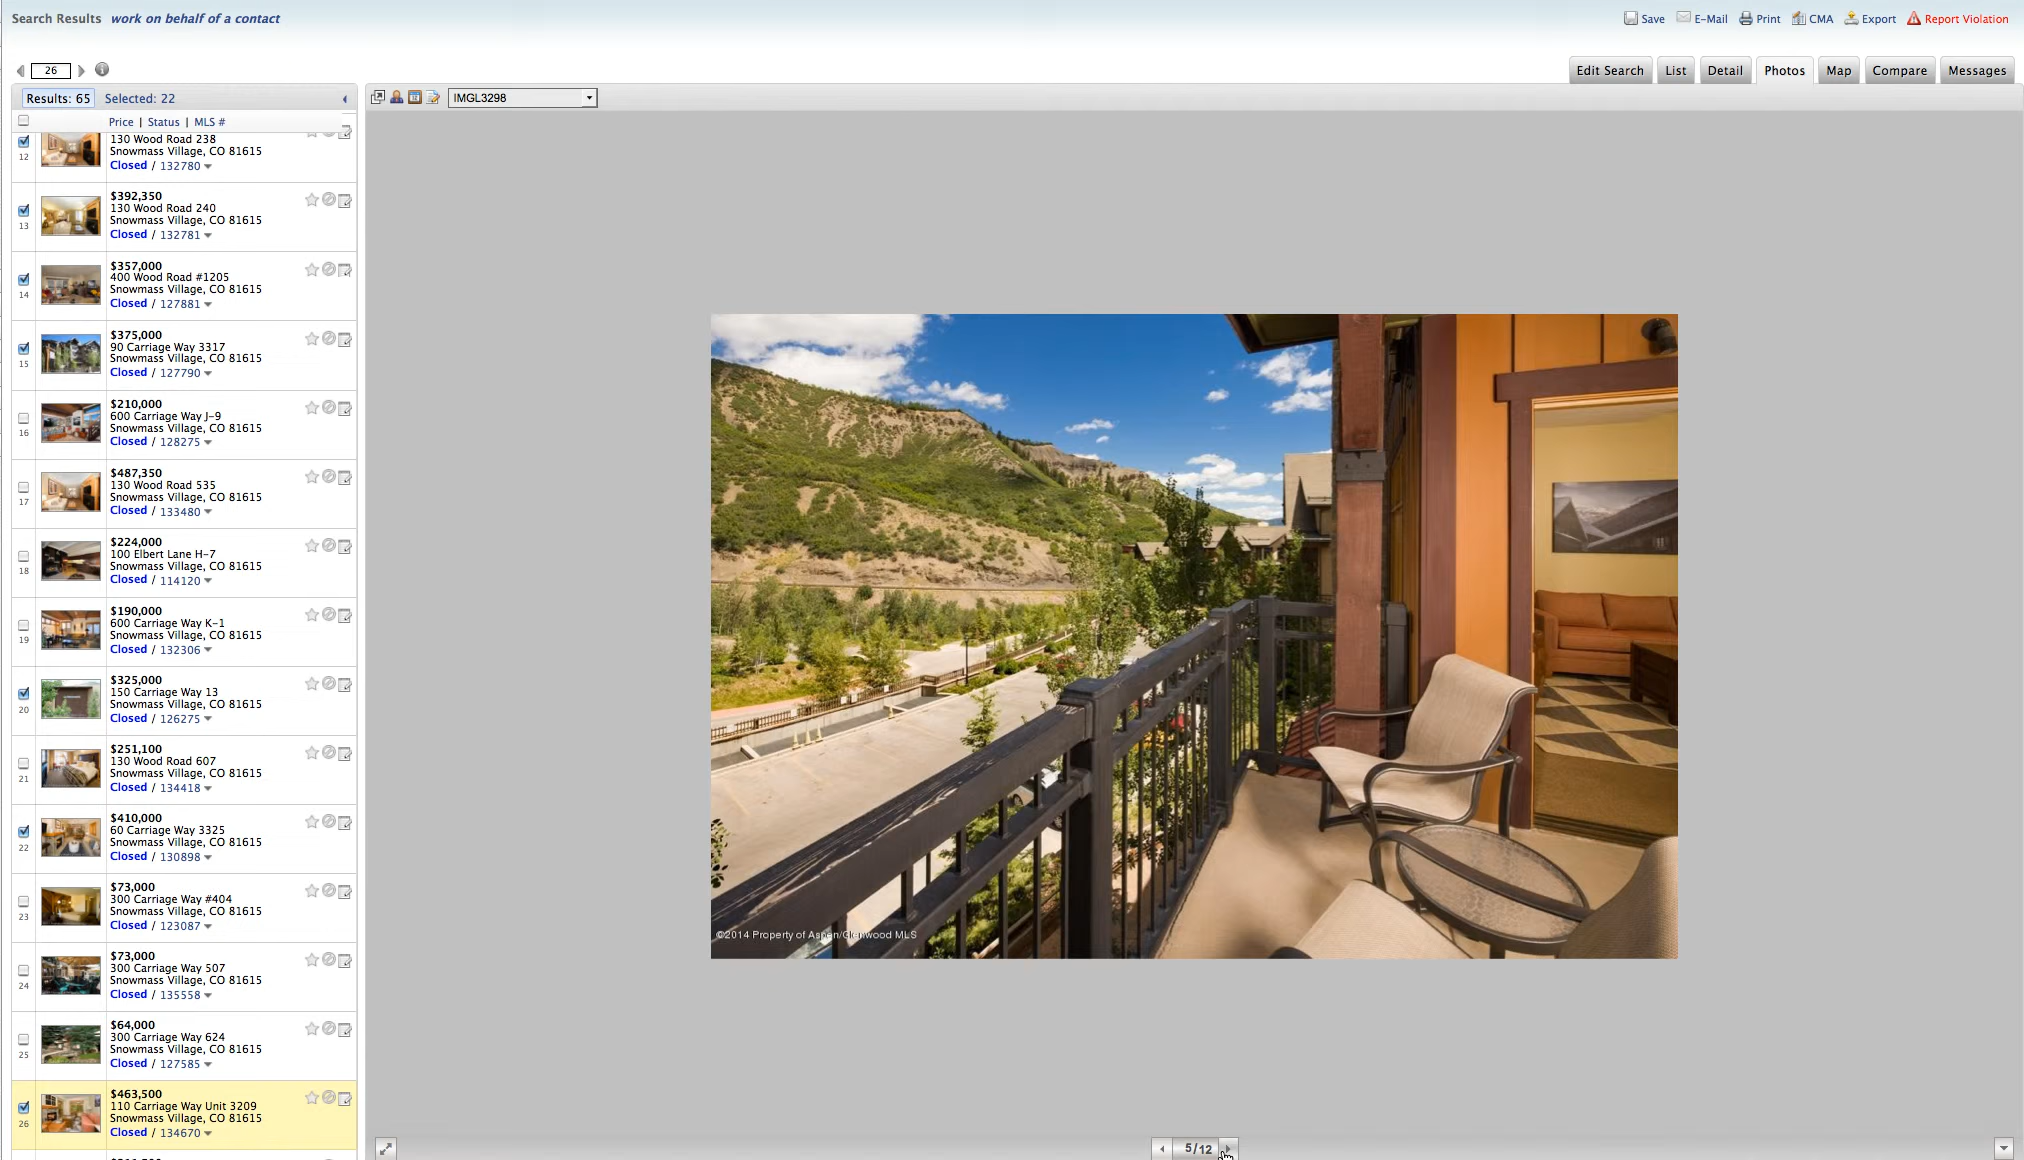 Search Results work on behalf of a contact
Save E-Mail Print CMA Export Report Violation
26
Edit Search List Detail Photos Map Compare Messages
Results: 65 Selected: 22
IMGL3298
Price | Status | MLS #
130 Wood Road 238
Snowmass Village, CO 81615
12
Closed / 132780
$392,350
130 Wood Road 240
Snowmass Village, CO 81615
13
Closed / 132781
$357,000
400 Wood Road #1205
Snowmass Village, CO 81615
14
Closed / 127881
$375,000
90 Carriage Way 3317
Snowmass Village, CO 81615
15
Closed / 127790
$210,000
600 Carriage Way J-9
Snowmass Village, CO 81615
16
Closed / 128275
$487,350
130 Wood Road 535
Snowmass Village, CO 81615
17
Closed / 133480
$224,000
100 Elbert Lane H-7
Snowmass Village, CO 81615
18
Closed / 114120
$190,000
600 Carriage Way K-1
Snowmass Village, CO 81615
19
Closed / 132306
$325,000
150 Carriage Way 13
Snowmass Village, CO 81615
20
Closed / 126275
$251,100
130 Wood Road 607
Snowmass Village, CO 81615
21
Closed / 134418
$410,000
60 Carriage Way 3325
Snowmass Village, CO 81615
22
Closed / 130898
$73,000
300 Carriage Way #404
Snowmass Village, CO 81615
23
Closed / 123087
$73,000
300 Carriage Way 507
Snowmass Village, CO 81615
24
Closed / 135558
$64,000
300 Carriage Way 624
Snowmass Village, CO 81615
25
Closed / 127585
$463,500
110 Carriage Way Unit 3209
Snowmass Village, CO 81615
26
Closed / 134670
©2014 Property of Aspen/Glenwood MLS
5/12